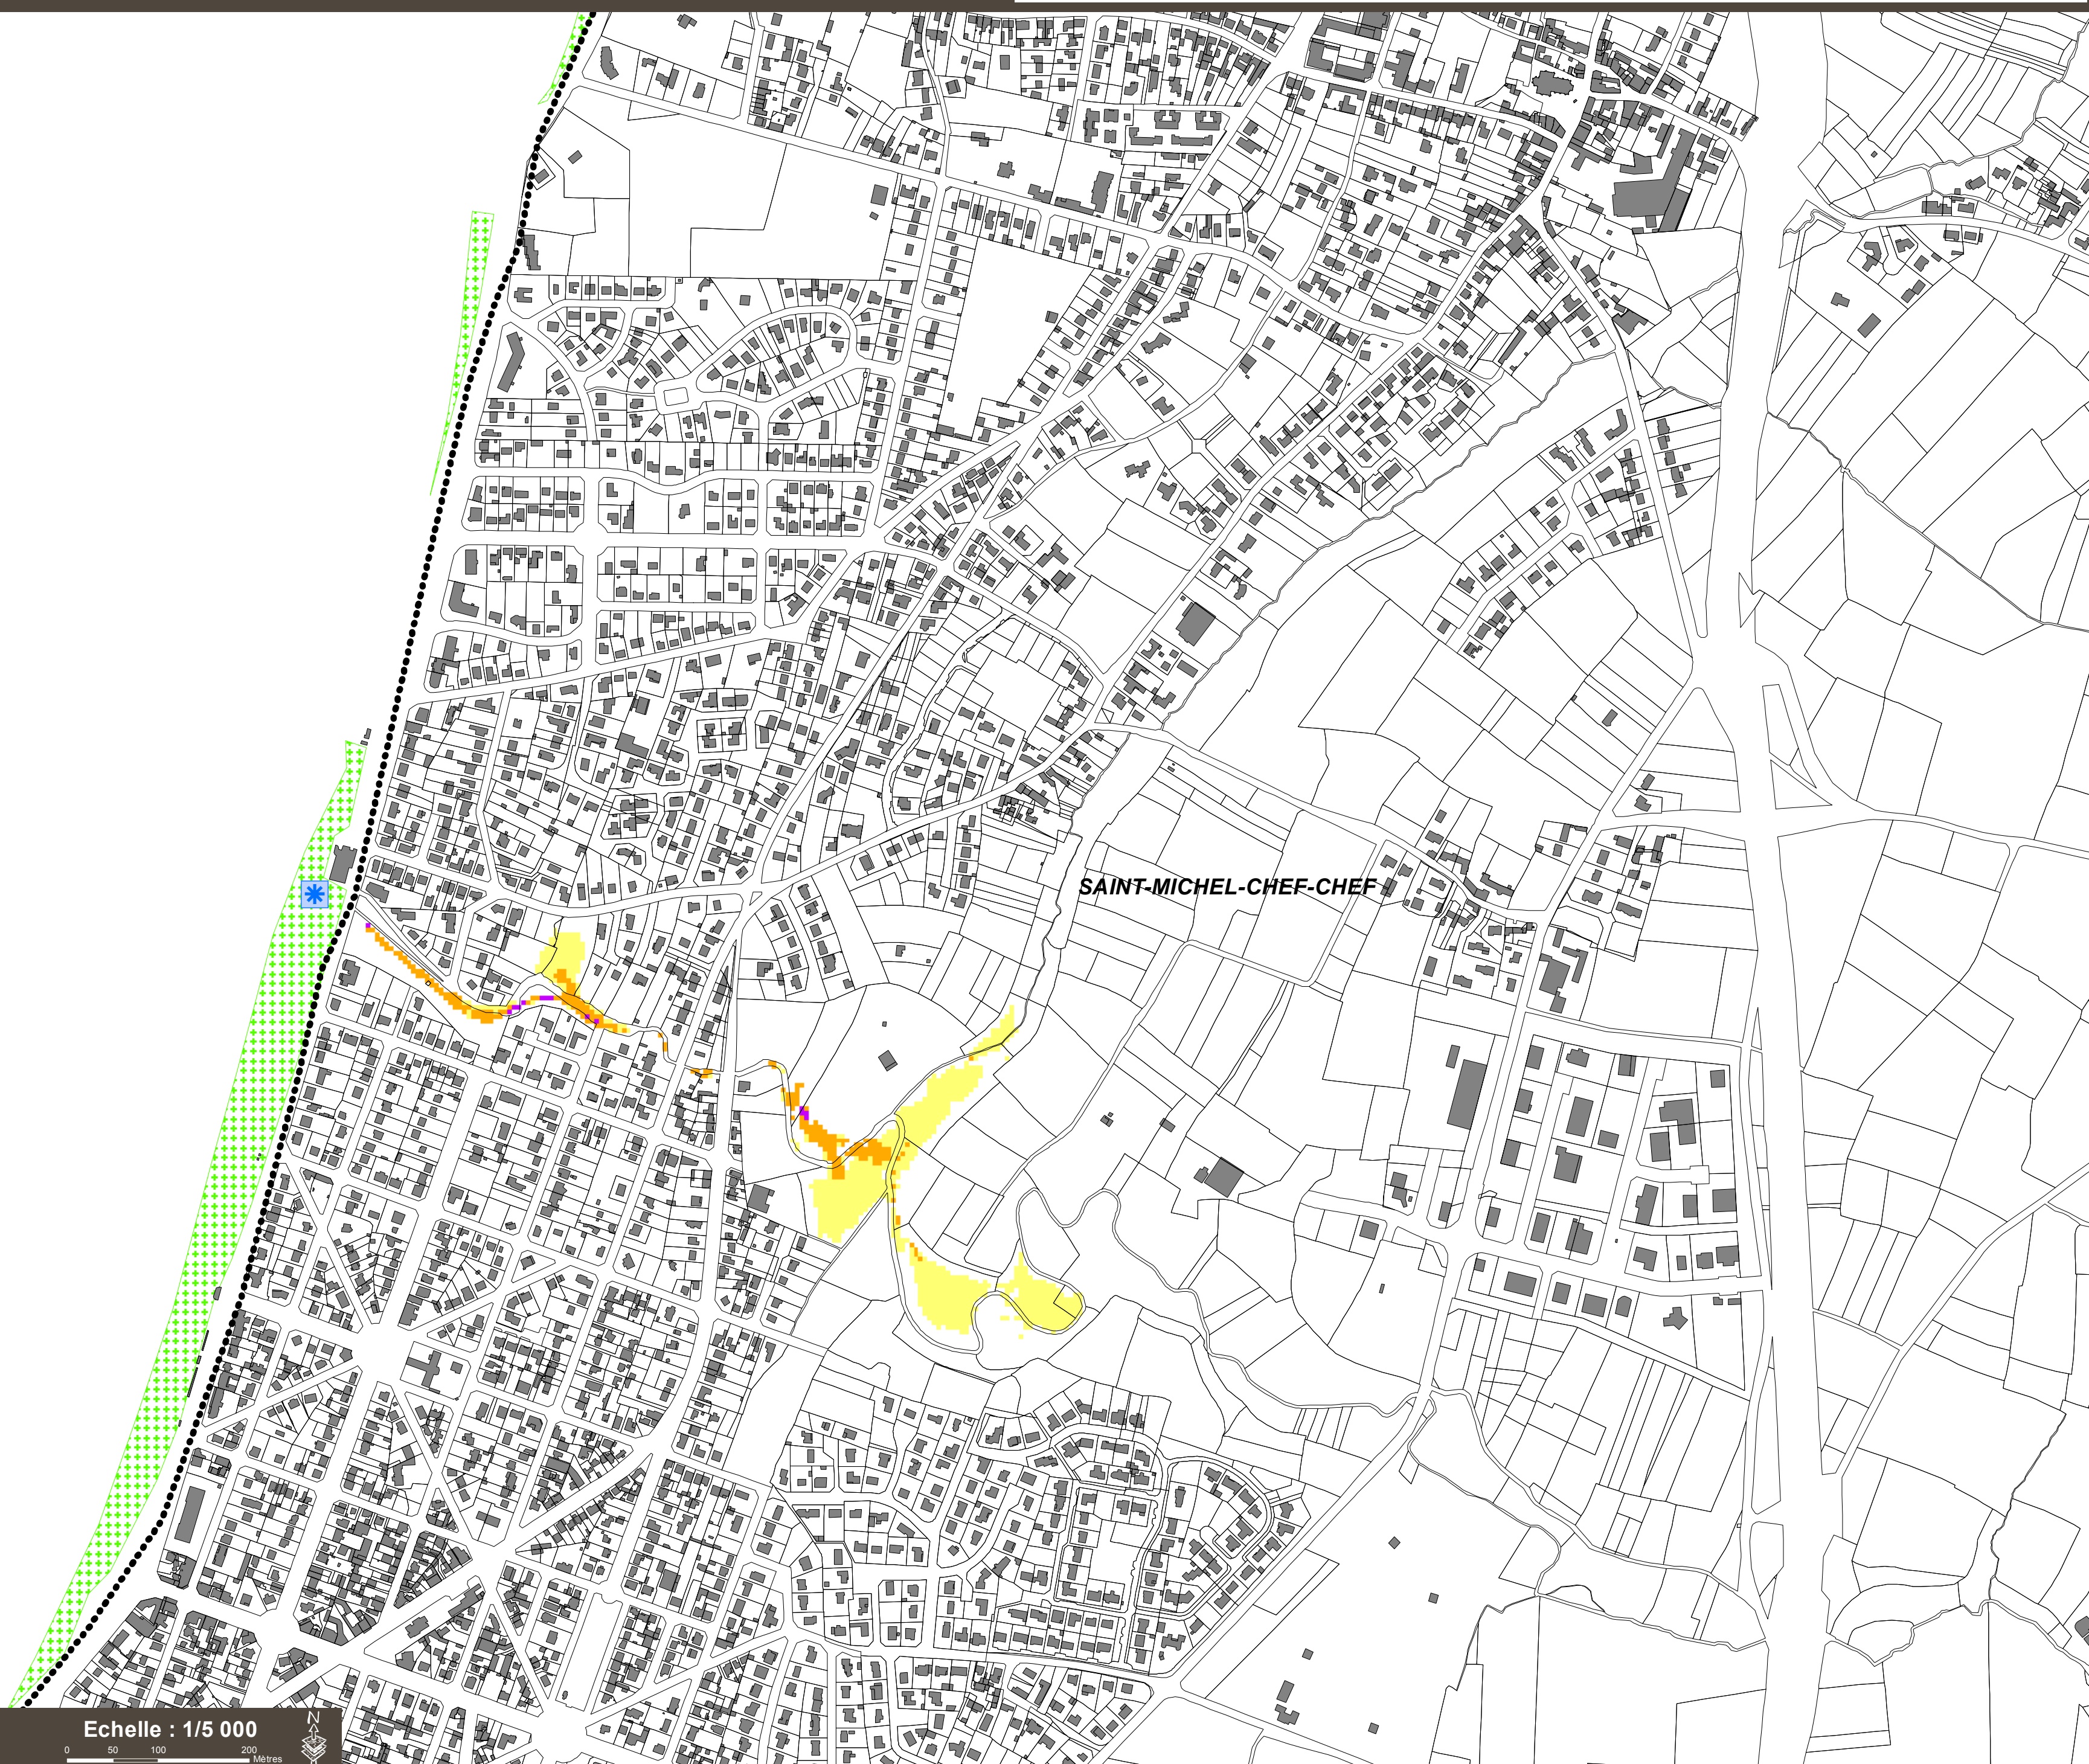 SAINT-MICHEL-CHEF-CHEF
Echelle : 1/5 000
N
0 50 100 200
Mètres